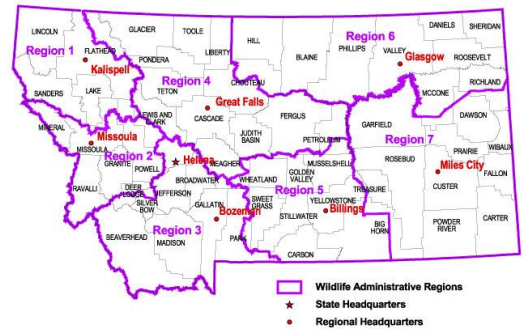 LINCOLN
GLACIER
TOOLE
LIBERTY
HILL
BLAINE
PHILLIPS
Region 6
VALLEY
DANIELS
SHERIDAN
ROOSEVELT
RICHLAND
Glasgow
Region 1
FLATHEAD
Kalispell
SANDERS
LAKE
PONDERA
Region 4
TETON
CHOUTEAU
Great Falls
CASCADE
LEWIS AND
CLARK
JUDITH
BASIN
FERGUS
PETROLEUM
MCCONE
DAWSON
GARFIELD
Region 7
PRAIRIE
WIBAUX
ROSEBUD
Miles City
FALLON
CUSTER
MINERAL
Missoula
MISSOULA
Region 2
GRANITE
POWELL
RAVALLI
DEER
LODGE
Helena
MEAGHER
BROADWATER
JEFFERSON
SILVER
BOW
WHEATLAND
GOLDEN
VALLEY
MUSSELSHELL
Region 5
TREASURE
SWEET
GRASS
YELLOWSTONE
Billings
STILLWATER
BIG
HORN
POWDER
RIVER
CARTER
GALLATIN
Bozeman
Region 3
BEAVERHEAD
MADISON
PARK
CARBON
Wildlife Administrative Regions
State Headquarters
Regional Headquarters